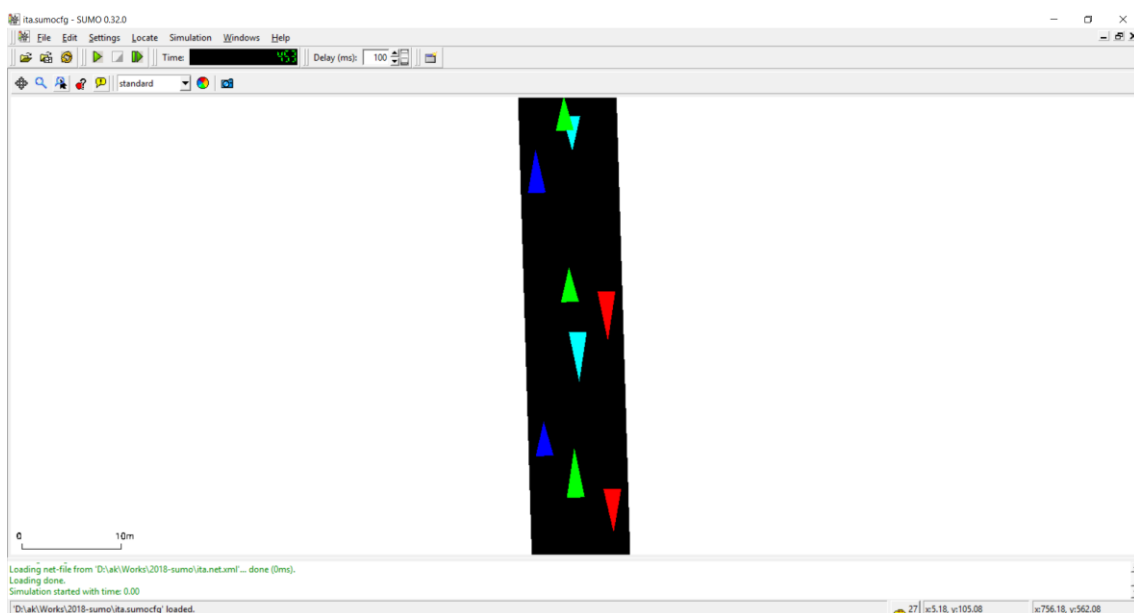 ita.sumocfg - SUMO 0.32.0
File Edit Settings Locate Simulation Windows Help
Time: 453 Delay (ms): 100
standard
0 10m
Loading net-file from 'D:\ak\Works\2018-sumo\ita.net.xml'... done (0ms).
Loading done.
Simulation started with time: 0.00
'D:\ak\Works\2018-sumo\ita.sumocfg' loaded. 27 x:5.18, y:105.08 x:756.18, y:562.08